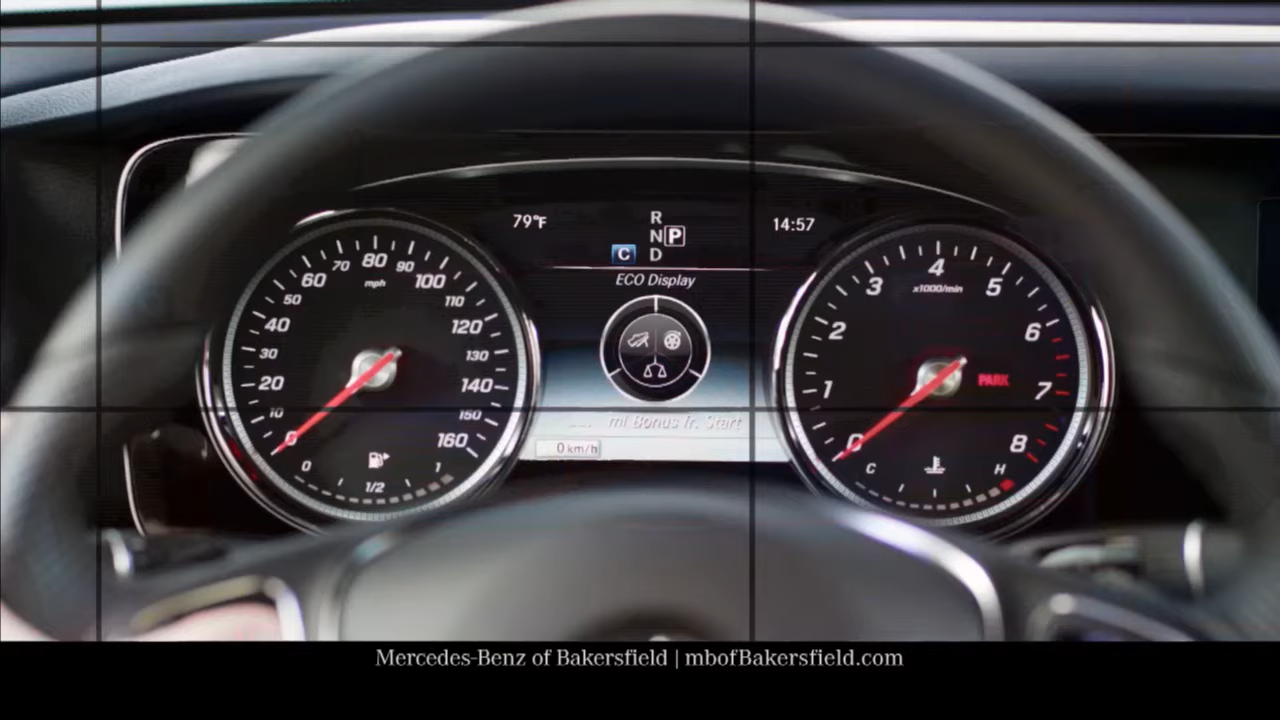 79°F
R
14:57
N P
C D
ECO Display
mi Bonus fr. Start
0 km/h
0
10
20
30
40
50
60
70
80
90
100
110
120
130
140
150
160
mph
0
1/2
1
0
1
2
3
4
5
6
7
8
x1000/min
PARK
C
H
Mercedes-Benz of Bakersfield | mbofBakersfield.com